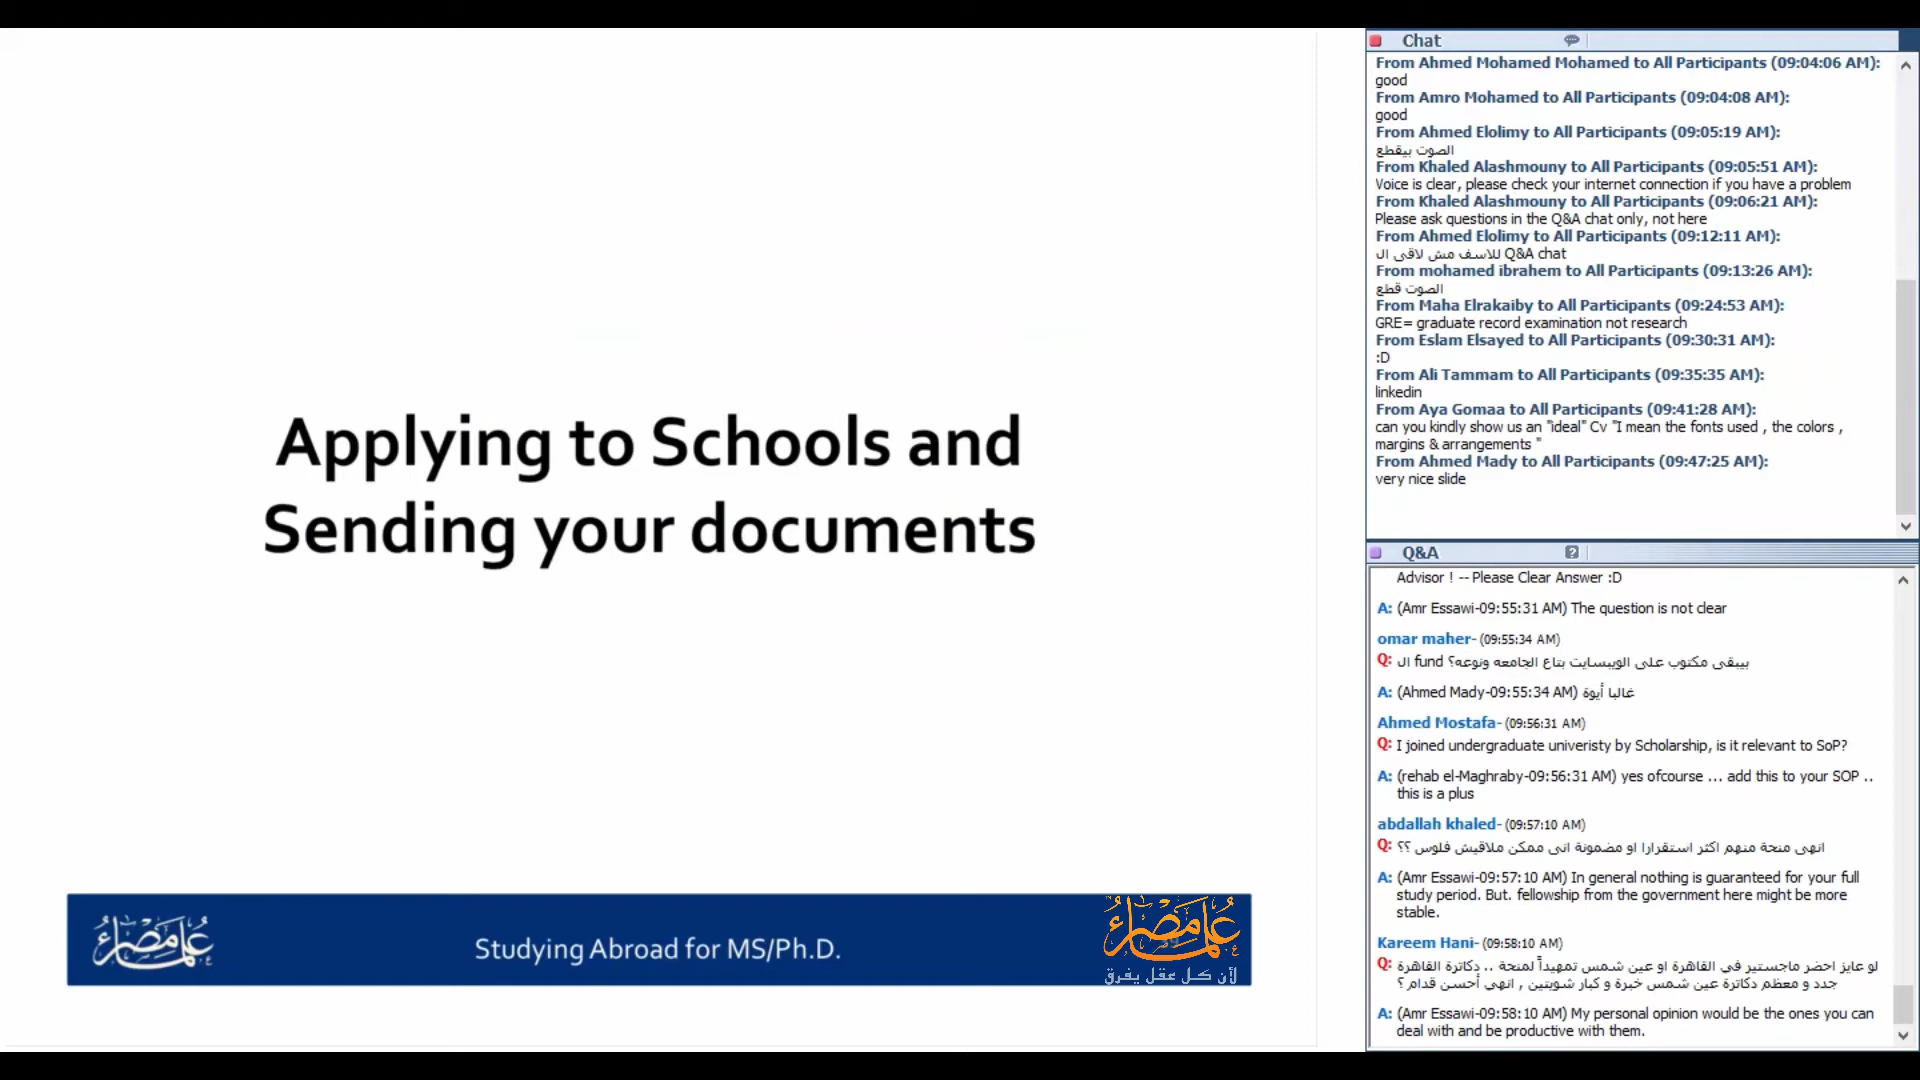 Applying to Schools and
Sending your documents
علماء مصر
Studying Abroad for MS/Ph.D.
علماء مصر
لأن كل عقل يفرق
Chat
From Ahmed Mohamed Mohamed to All Participants (09:04:06 AM):
good
From Amro Mohamed to All Participants (09:04:08 AM):
good
From Ahmed Elolimy to All Participants (09:05:19 AM):
الصوت بيقطع
From Khaled Alashmouny to All Participants (09:05:51 AM):
Voice is clear, please check your internet connection if you have a problem
From Khaled Alashmouny to All Participants (09:06:21 AM):
Please ask questions in the Q&A chat only, not here
From Ahmed Elolimy to All Participants (09:12:11 AM):
للاسف مش لاقى ال Q&A chat
From mohamed ibrahem to All Participants (09:13:26 AM):
الصوت قطع
From Maha Elrakaiby to All Participants (09:24:53 AM):
GRE= graduate record examination not research
From Eslam Elsayed to All Participants (09:30:31 AM):
:D
From Ali Tammam to All Participants (09:35:35 AM):
linkedin
From Aya Gomaa to All Participants (09:41:28 AM):
can you kindly show us an "ideal" Cv "I mean the fonts used , the colors ,
margins & arrangements "
From Ahmed Mady to All Participants (09:47:25 AM):
very nice slide
Q&A
Advisor ! -- Please Clear Answer :D
A: (Amr Essawi-09:55:31 AM) The question is not clear
omar maher- (09:55:34 AM)
Q: ال fund بيبقى مكتوب على الويبسايت بتاع الجامعه ونوعه؟
A: (Ahmed Mady-09:55:34 AM) غالبا أيوة
Ahmed Mostafa- (09:56:31 AM)
Q: I joined undergraduate univeristy by Scholarship, is it relevant to SoP?
A: (rehab el-Maghraby-09:56:31 AM) yes ofcourse ... add this to your SOP ..
this is a plus
abdallah khaled- (09:57:10 AM)
Q: انهى منحة منهم اكثر استقرارا او مضمونة انى ممكن ملاقيش فلوس ؟؟
A: (Amr Essawi-09:57:10 AM) In general nothing is guaranteed for your full
study period. But. fellowship from the government here might be more
stable.
Kareem Hani- (09:58:10 AM)
Q: لو عايز احضر ماجستير في القاهرة او عين شمس تمهيداً لمنحة .. دكاترة القاهرة
جدد و معظم دكاترة عين شمس خبرة و كبار شويتين , انهي أحسن قدام ؟
A: (Amr Essawi-09:58:10 AM) My personal opinion would be the ones you can
deal with and be productive with them.